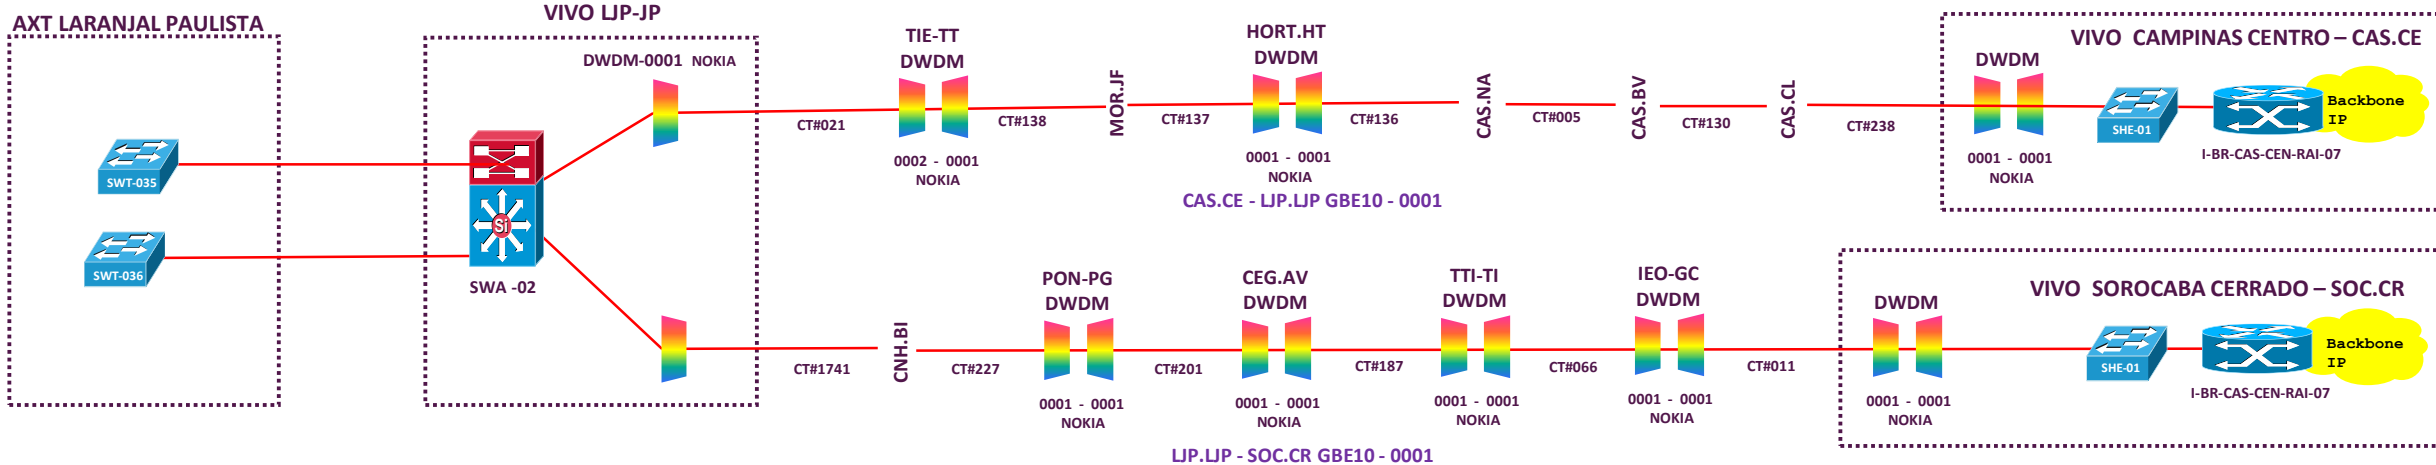 AXT LARANJAL PAULISTA
SWT-035
SWT-036
VIVO LJP-JP
DWDM-0001 NOKIA
SWA -02
Si
TIE-TT
DWDM
0002 - 0001
NOKIA
HORT.HT
DWDM
0001 - 0001
NOKIA
CT#021
CT#138
MOR.JF
CT#137
CT#136
CAS.NA
CT#005
CAS.BV
CT#130
CAS.CL
CT#238
CAS.CE - LJP.LJP GBE10 - 0001
VIVO CAMPINAS CENTRO – CAS.CE
DWDM
0001 - 0001
NOKIA
SHE-01
Backbone
IP
I-BR-CAS-CEN-RAI-07
CT#1741
CNH.BI
CT#227
PON-PG
DWDM
0001 - 0001
NOKIA
CT#201
CEG.AV
DWDM
0001 - 0001
NOKIA
CT#187
TTI-TI
DWDM
0001 - 0001
NOKIA
CT#066
IEO-GC
DWDM
0001 - 0001
NOKIA
CT#011
LJP.LJP - SOC.CR GBE10 - 0001
VIVO SOROCABA CERRADO – SOC.CR
DWDM
0001 - 0001
NOKIA
SHE-01
Backbone
IP
I-BR-CAS-CEN-RAI-07